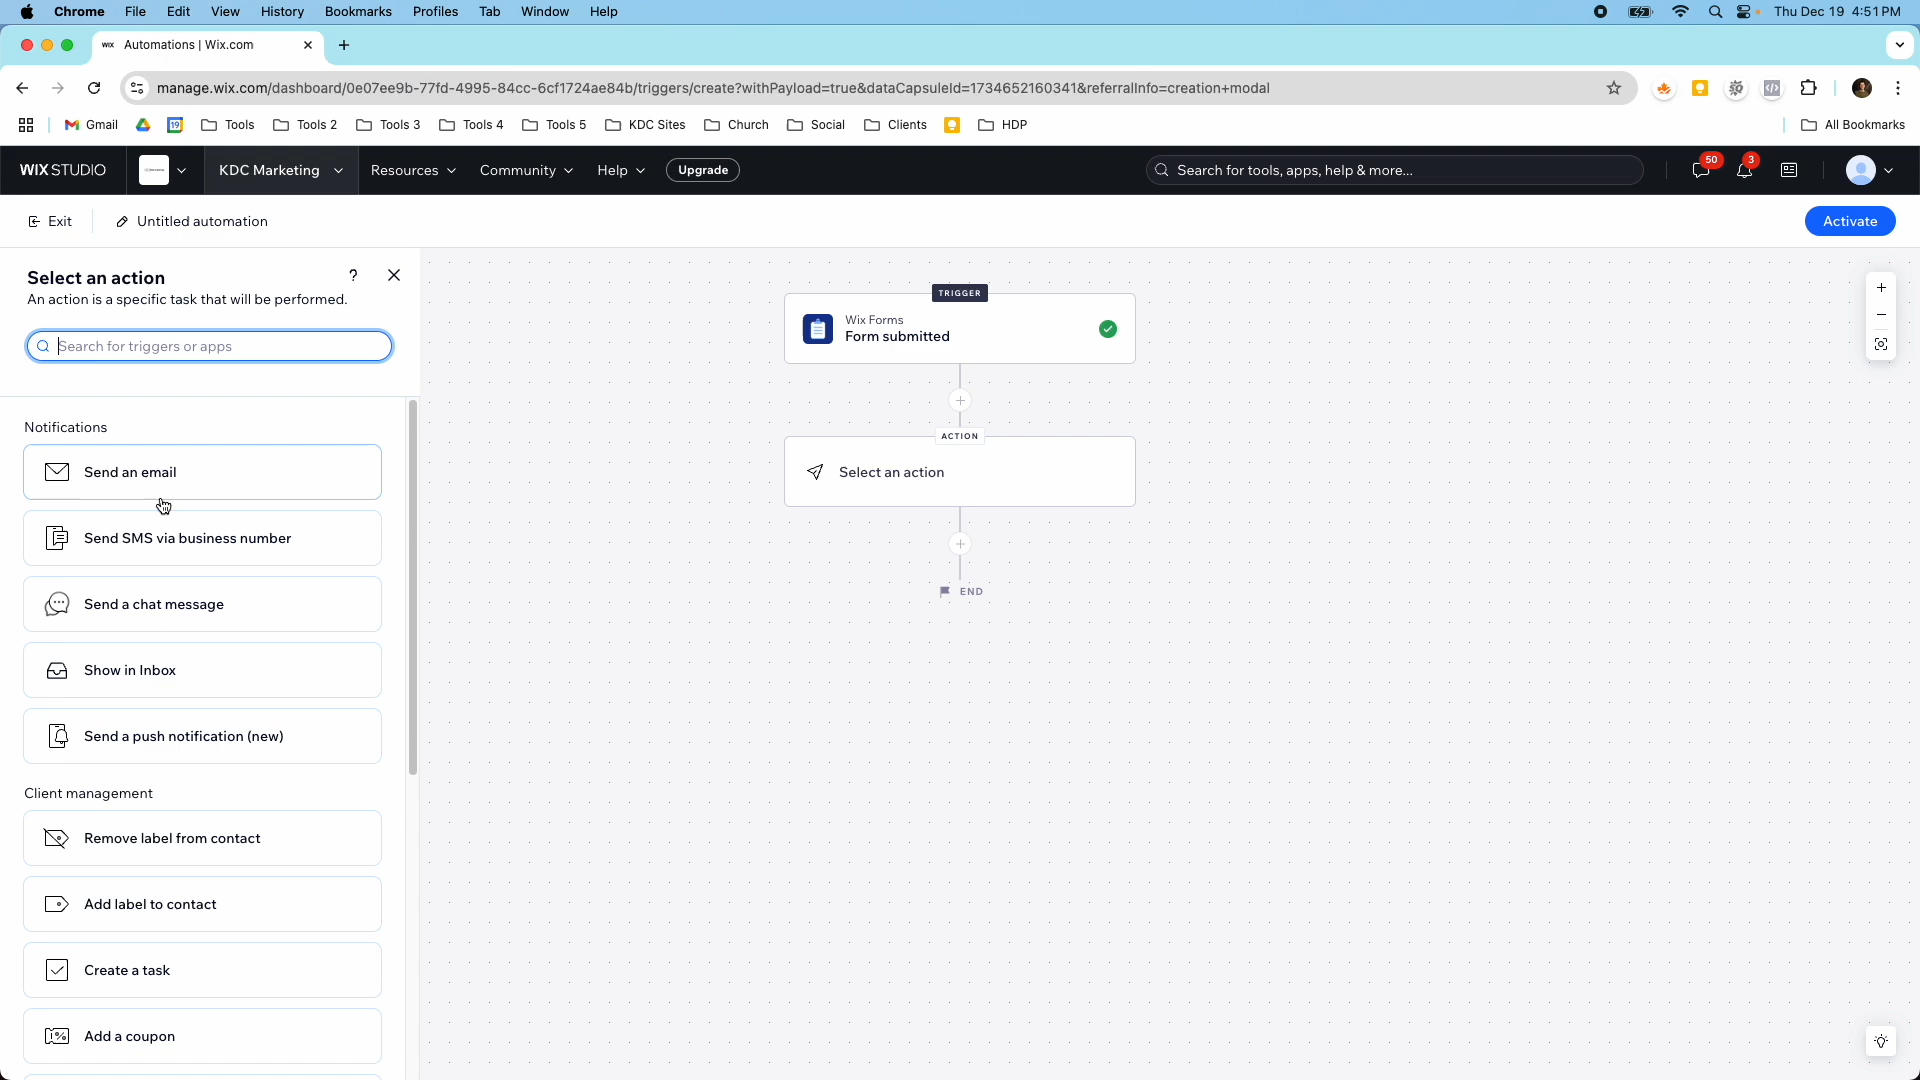 Chrome File Edit View History Bookmarks Profiles Tab Window Help Thu Dec 19 4:51PM
WIX Automations | Wix.com
manage.wix.com/dashboard/0e07ee9b-77fd-4995-84cc-6cf1724ae84b/triggers/create?withPayload=true&dataCapsuleId=1734652160341&referralInfo=creation+modal
Gmail 19 Tools Tools 2 Tools 3 Tools 4 Tools 5 KDC Sites Church Social Clients HDP All Bookmarks
WIX STUDIO KDC Marketing Resources Community Help Upgrade Search for tools, apps, help & more... 50 3
Exit Untitled automation Activate
Select an action ?
An action is a specific task that will be performed.
Search for triggers or apps
Notifications
Send an email
Send SMS via business number
Send a chat message
Show in Inbox
Send a push notification (new)
Client management
Remove label from contact
Add label to contact
Create a task
Add a coupon
TRIGGER
Wix Forms
Form submitted
ACTION
Select an action
END